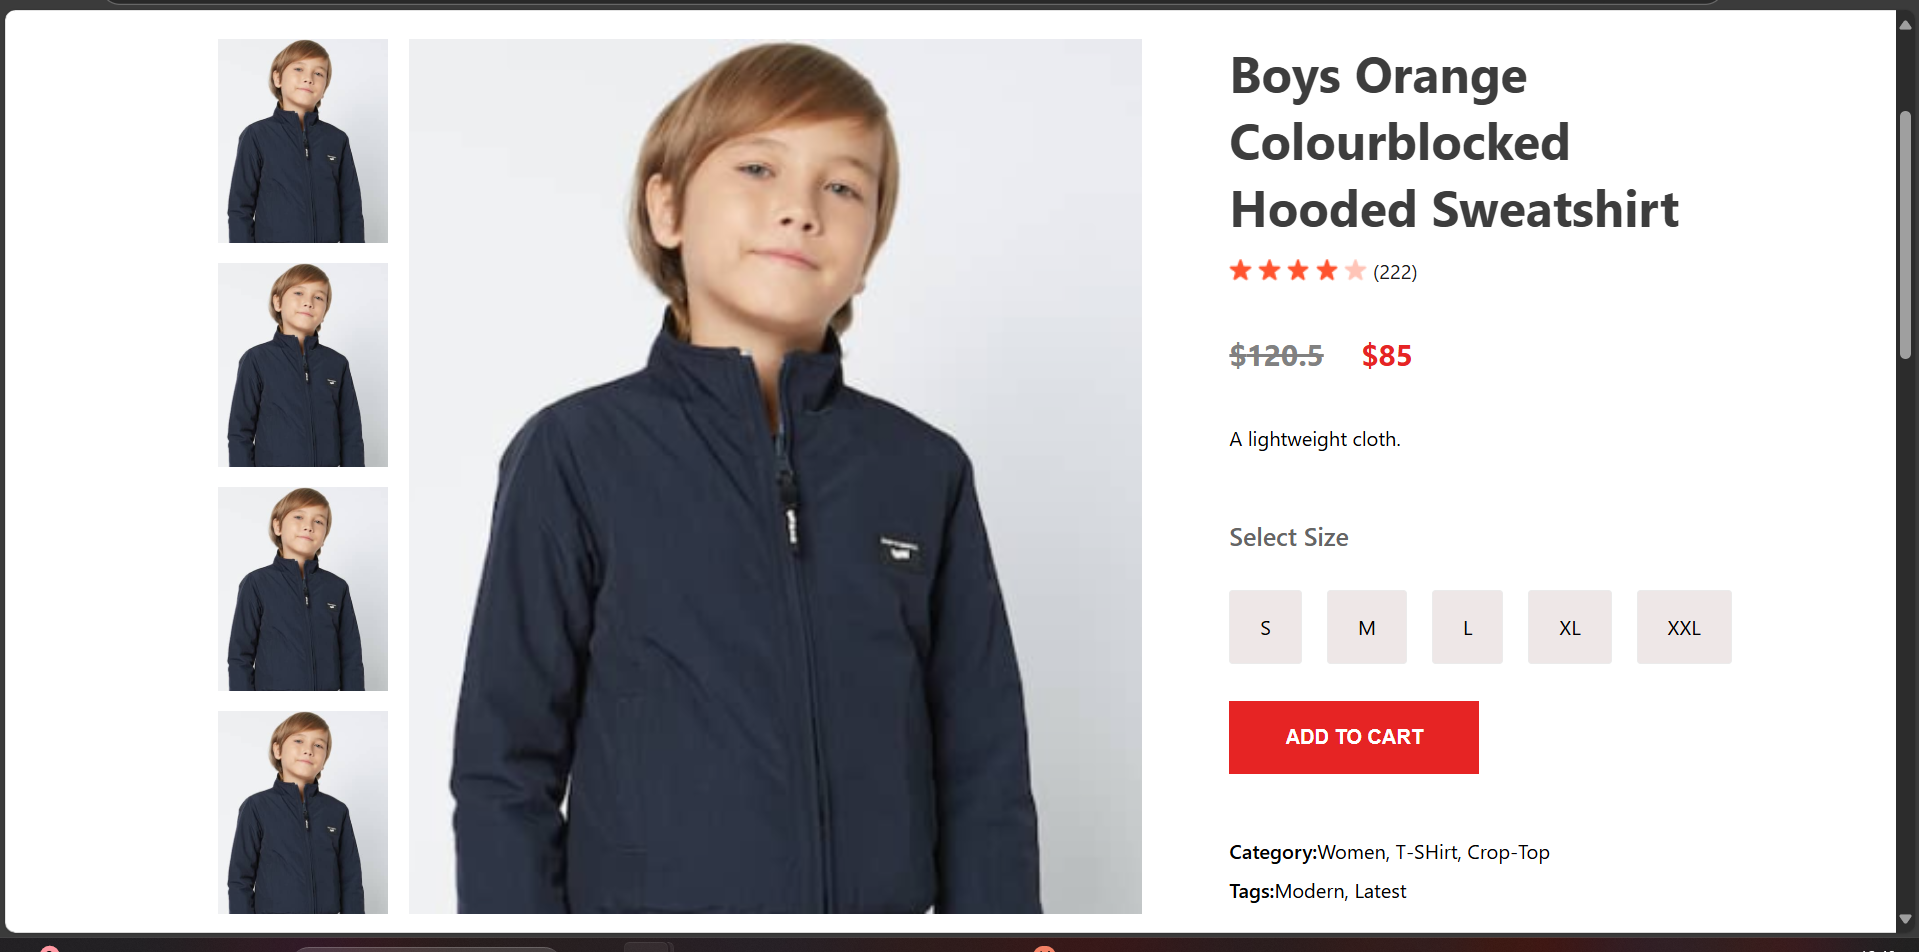 Boys Orange
Colourblocked
Hooded Sweatshirt
(222)
$120.5 $85
A lightweight cloth.
Select Size
S M L XL XXL
ADD TO CART
Category:Women, T-SHirt, Crop-Top
Tags:Modern, Latest